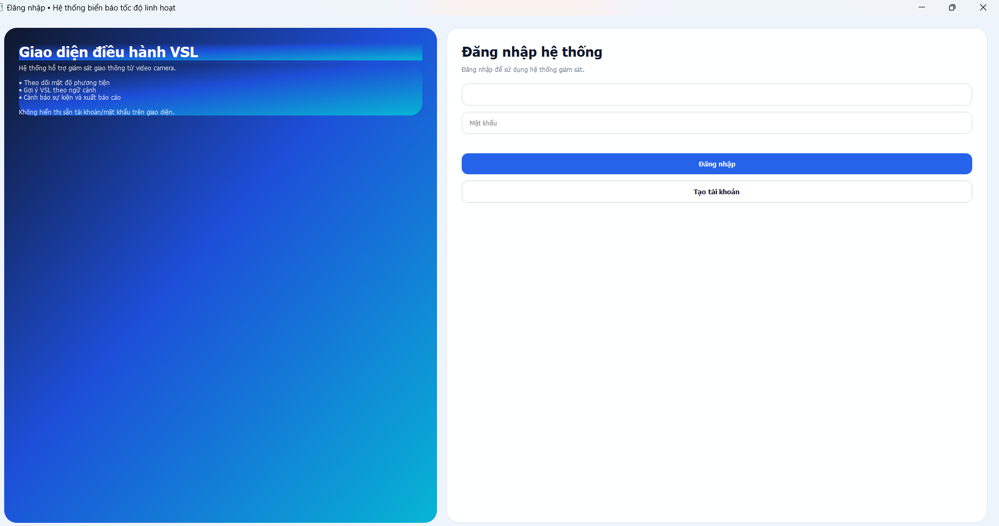 Đăng nhập • Hệ thống biển báo tốc độ linh hoạt
Giao diện điều hành VSL
Hệ thống hỗ trợ giám sát giao thông từ video camera.
• Theo dõi mật độ phương tiện
• Gợi ý VSL theo ngữ cảnh
• Cảnh báo sự kiện và xuất báo cáo
Không hiển thị sẵn tài khoản/mật khẩu trên giao diện.
Đăng nhập hệ thống
Đăng nhập để sử dụng hệ thống giám sát.
Mật khẩu
Đăng nhập
Tạo tài khoản